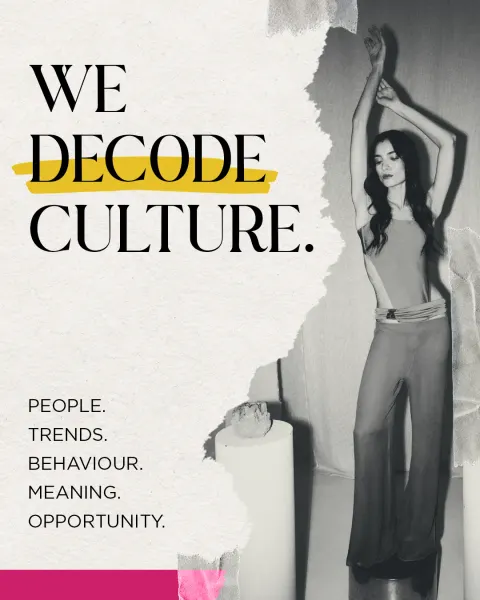 WE
DECODE
CULTURE.
PEOPLE.
TRENDS.
BEHAVIOUR.
MEANING.
OPPORTUNITY.